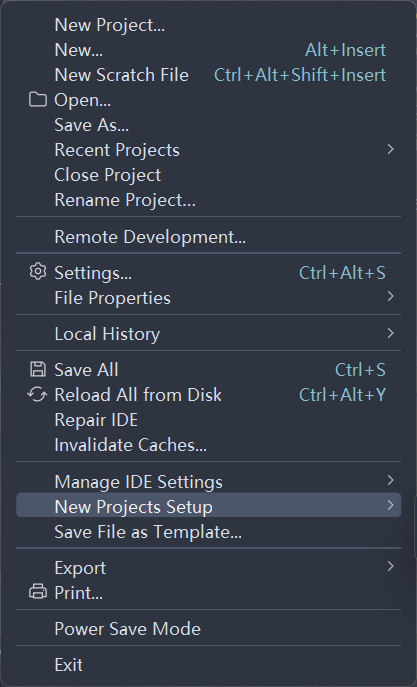 New Project...
New... Alt+Insert
New Scratch File Ctrl+Alt+Shift+Insert
Open...
Save As...
Recent Projects
Close Project
Rename Project...
Remote Development...
Settings... Ctrl+Alt+S
File Properties
Local History
Save All Ctrl+S
Reload All from Disk Ctrl+Alt+Y
Repair IDE
Invalidate Caches...
Manage IDE Settings
New Projects Setup
Save File as Template...
Export
Print...
Power Save Mode
Exit